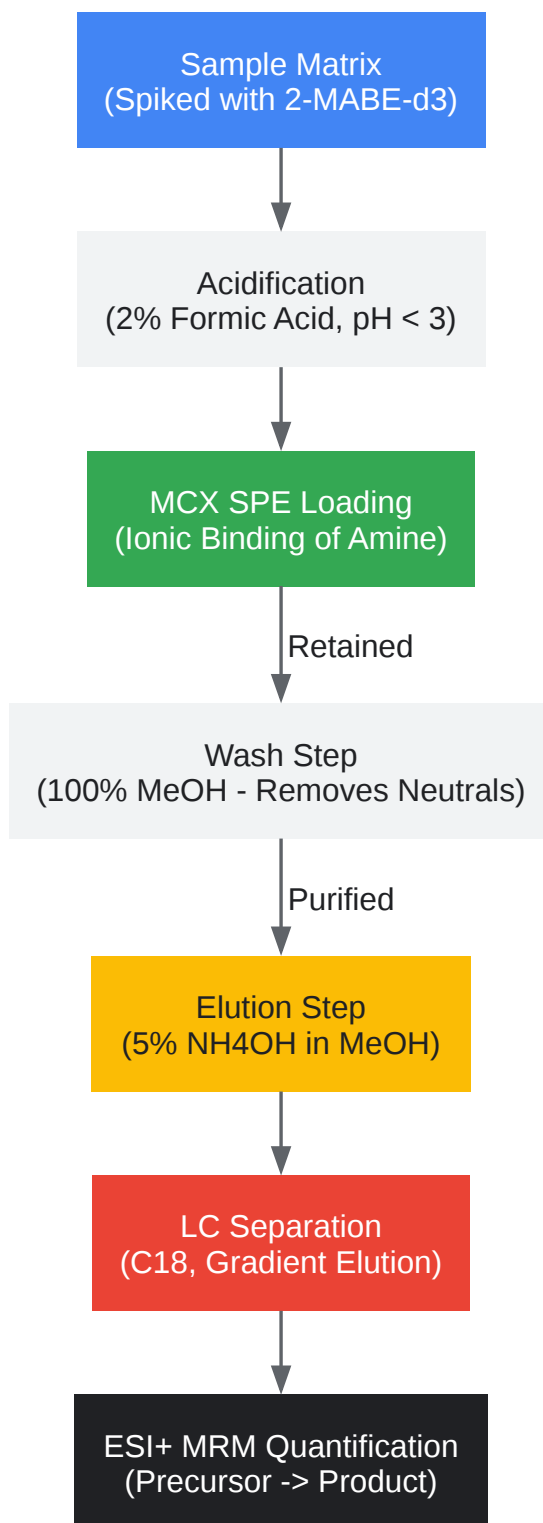 Sample Matrix
(Spiked with 2-MABE-d3)
Acidification
(2% Formic Acid, pH < 3)
MCX SPE Loading
(Ionic Binding of Amine)
Retained
Wash Step
(100% MeOH - Removes Neutrals)
Purified
Elution Step
(5% NH4OH in MeOH)
LC Separation
(C18, Gradient Elution)
ESI+ MRM Quantification
(Precursor -> Product)